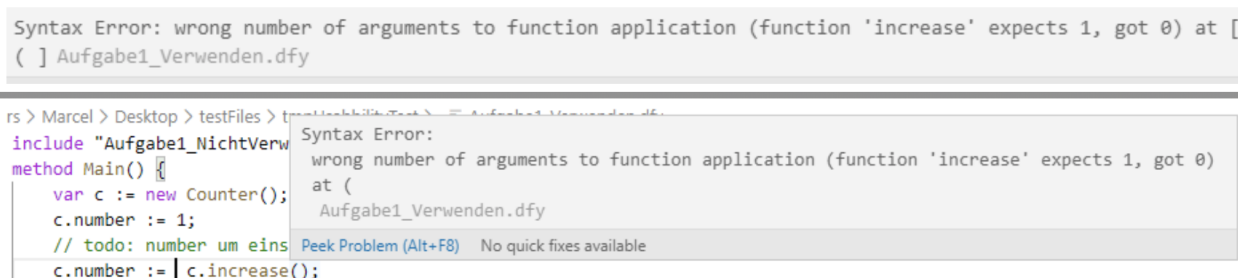 Syntax Error: wrong number of arguments to function application (function 'increase' expects 1, got 0) at [
( ] Aufgabe1_Verwenden.dfy
rs > Marcel > Desktop > testFiles >
include "Aufgabe1_NichtVerw
method Main() {
var c := new Counter();
c.number := 1;
// todo: number um eins
c.number := c.increase();
Syntax Error:
wrong number of arguments to function application (function 'increase' expects 1, got 0)
at (
Aufgabe1_Verwenden.dfy
Peek Problem (Alt+F8) No quick fixes available